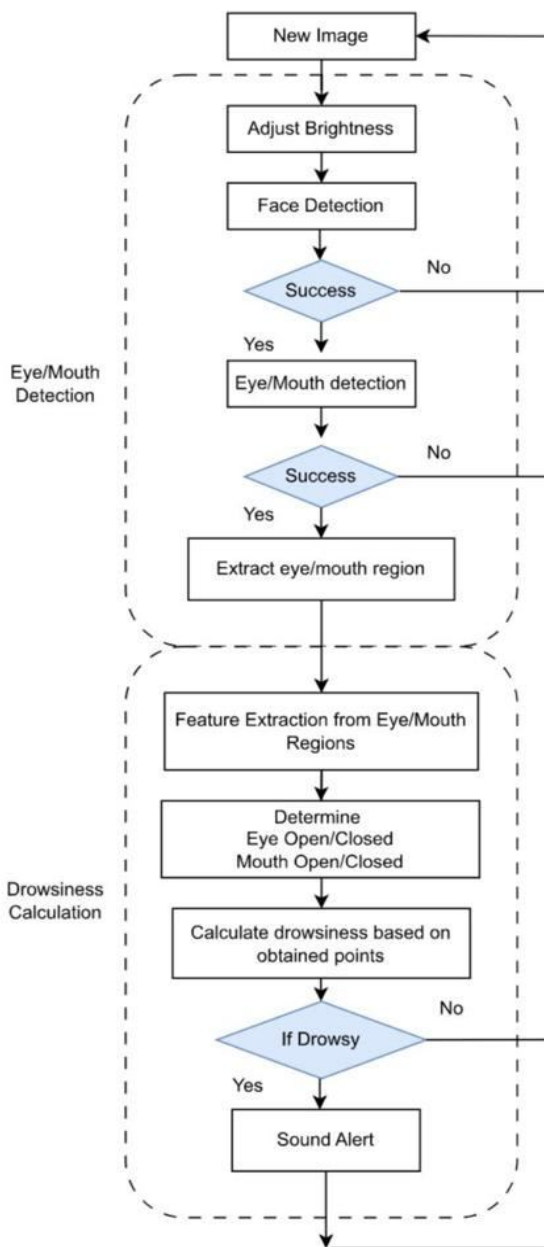 New Image
Adjust Brightness
Face Detection
No
Success
Yes
Eye/Mouth
Detection
Eye/Mouth detection
No
Success
Yes
Extract eye/mouth region
Feature Extraction from Eye/Mouth
Regions
Determine
Eye Open/Closed
Mouth Open/Closed
Drowsiness
Calculation
Calculate drowsiness based on
obtained points
No
If Drowsy
Yes
Sound Alert